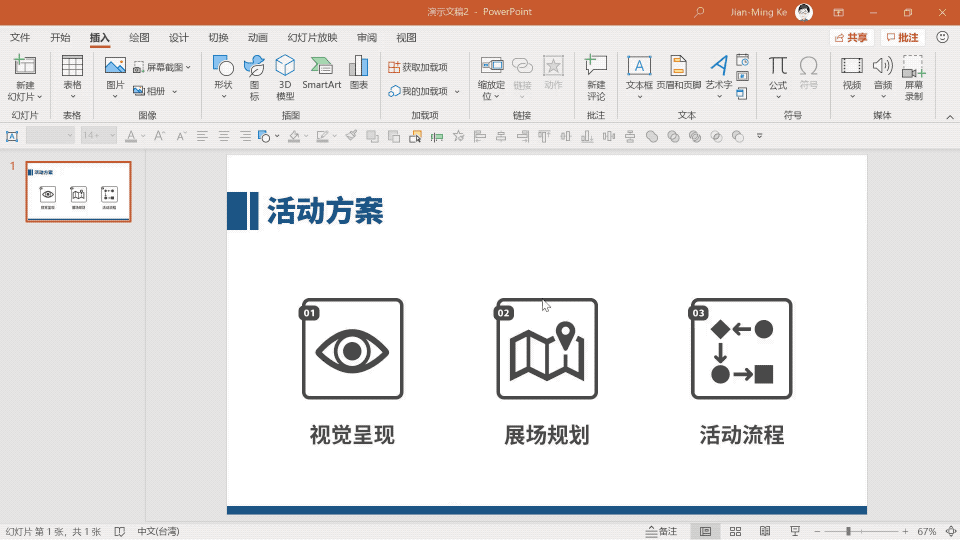 演示文稿2 - PowerPoint
Jian-Ming Ke
文件 开始 插入 绘图 设计 切换 动画 幻灯片放映 审阅 视图
共享 批注
新建
幻灯片
表格
图片
屏幕截图
相册
形状
图
标
3D
模型
SmartArt
图表
获取加载项
我的加载项
缩放定
位
链接
动作
新建
评论
文本框
页眉和页脚
艺术字
公式
符号
视频
音频
屏幕
录制
幻灯片 表格 图像 插图 加载项 链接 批注 文本 符号 媒体
14+
A A A
1
活动方案
01
02
03
视觉呈现
展场规划
活动流程
幻灯片 第 1 张，共 1 张
中文(台湾)
备注
67%